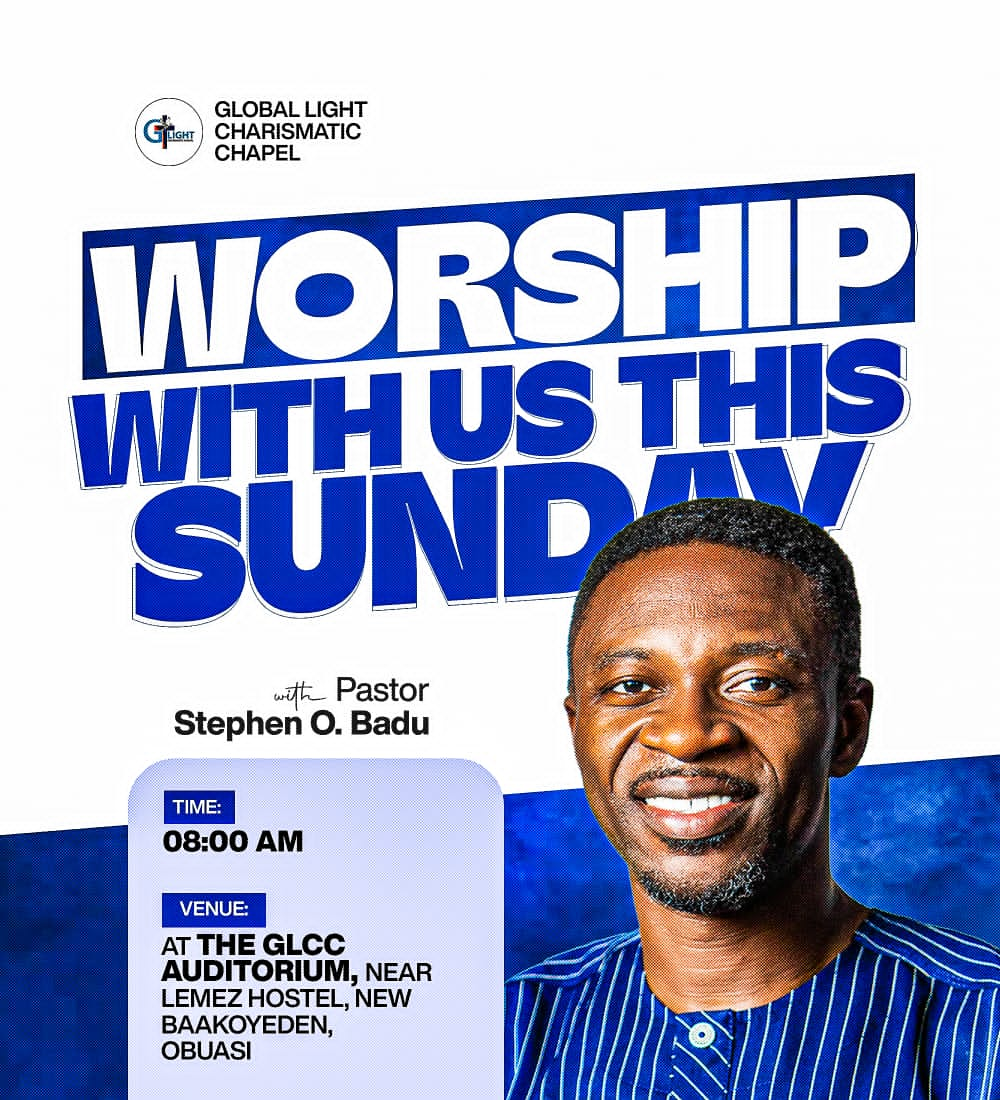 G LIGHT
GLOBAL LIGHT
CHARISMATIC
CHAPEL
WORSHIP
WITH US THIS
SUNDAY
with Pastor
Stephen O. Badu
TIME:
08:00 AM
VENUE:
AT THE GLCC
AUDITORIUM, NEAR
LEMEZ HOSTEL, NEW
BAAKOYEDEN,
OBUASI